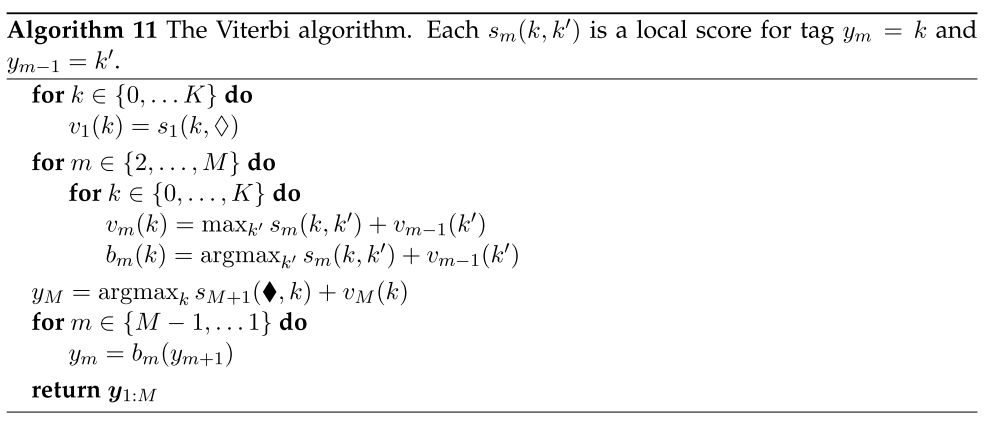 Algorithm 11 The Viterbi algorithm. Each $s_m(k, k')$ is a local score for tag $y_m = k$ and
$y_{m-1} = k'$.
for $k \in \{0, \ldots K\}$ do
$v_1(k) = s_1(k, \Diamond)$
for $m \in \{2, \ldots, M\}$ do
for $k \in \{0, \ldots, K\}$ do
$v_m(k) = \max_{k'} s_m(k, k') + v_{m-1}(k')$
$b_m(k) = \operatorname{argmax}_{k'} s_m(k, k') + v_{m-1}(k')$
$y_M = \operatorname{argmax}_k s_{M+1}(\blacklozenge, k) + v_M(k)$
for $m \in \{M - 1, \ldots 1\}$ do
$y_m = b_m(y_{m+1})$
return $\boldsymbol{y}_{1:M}$